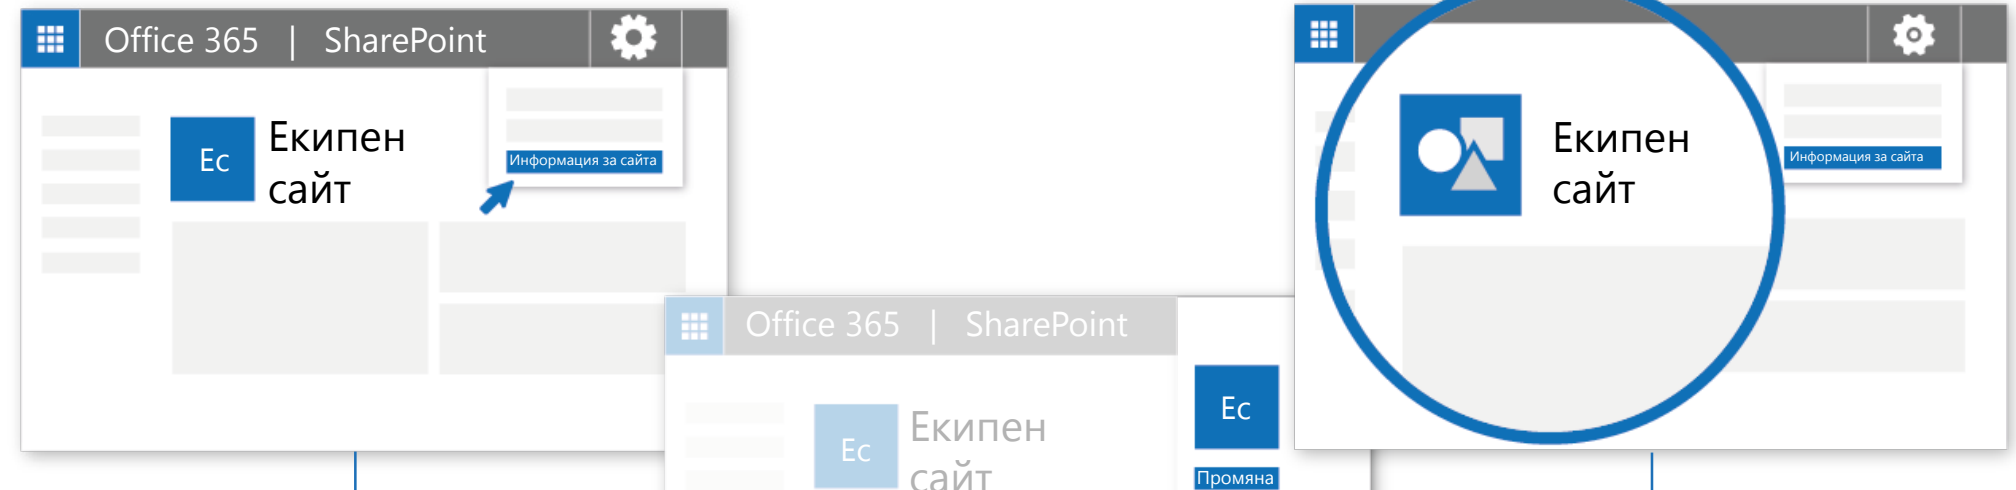 Office 365 | SharePoint
Ес
Екипен
сайт
Информация за сайта
Office 365 | SharePoint
Ес
Екипен
сайт
Ес
Промяна
Екипен
сайт
Информация за сайта